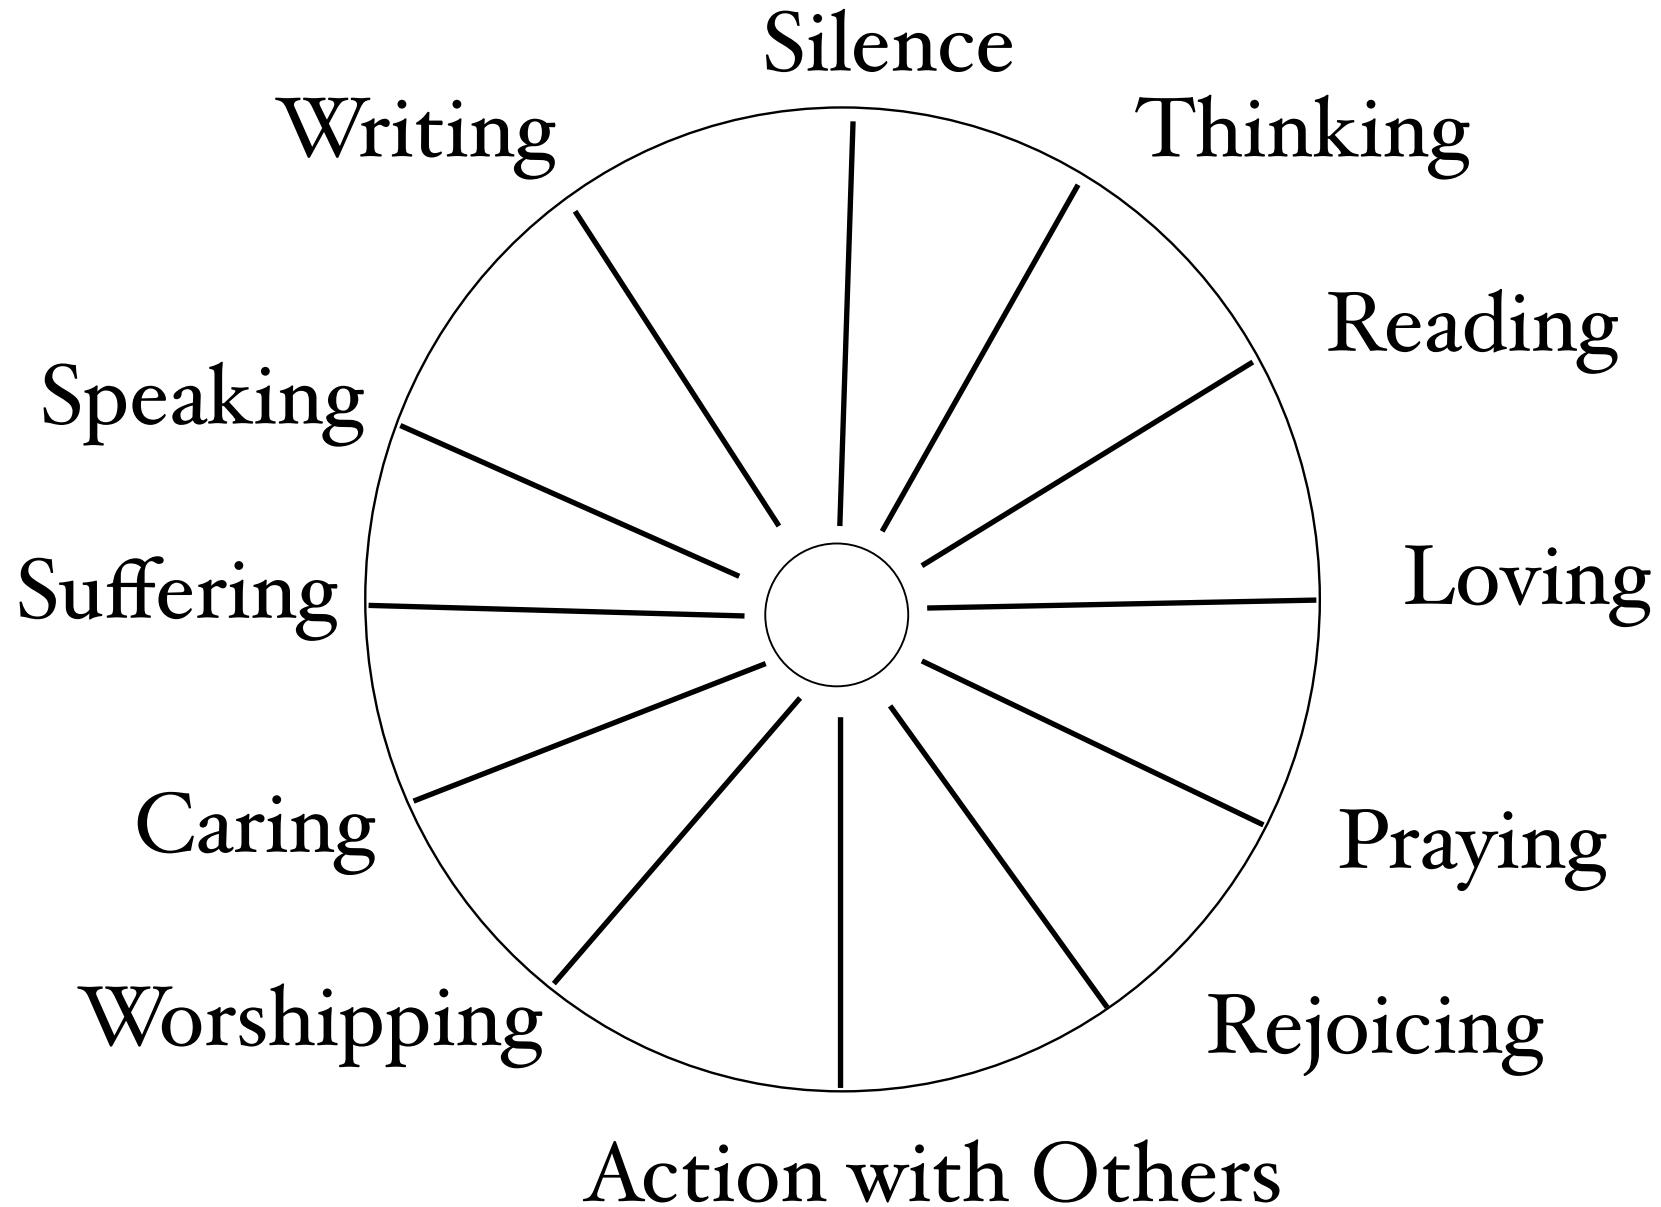 Silence
Writing
Thinking
Reading
Speaking
Suffering
Loving
Caring
Praying
Worshipping
Rejoicing
Action with Others